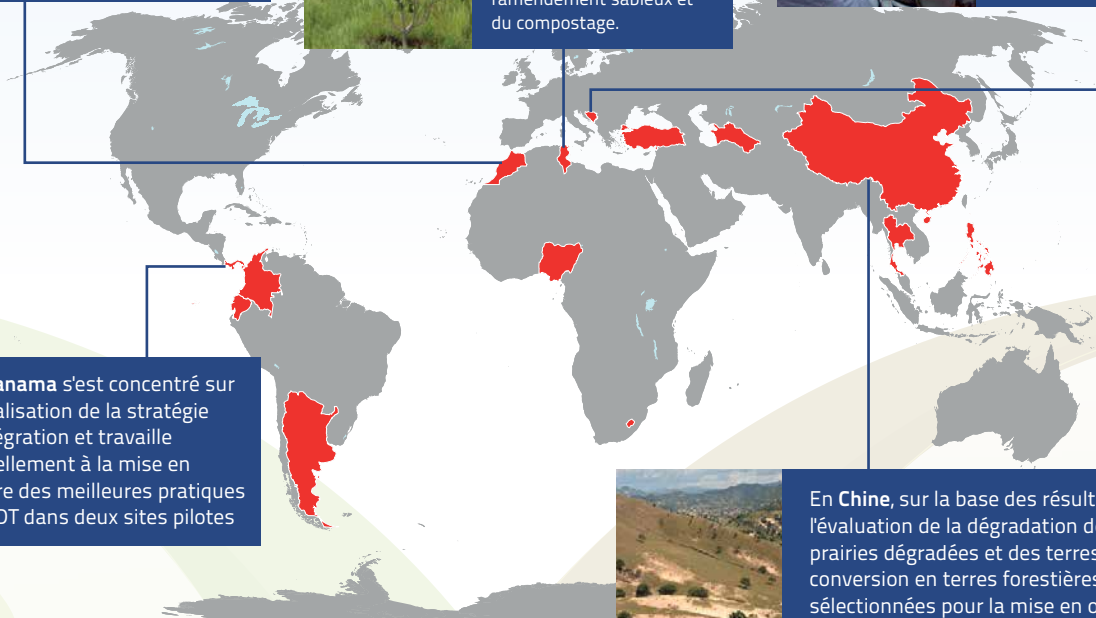 l'amendement sableux et
du compostage.
anama s'est concentré sur
alisation de la stratégie
égration et travaille
ellement à la mise en
re des meilleures pratiques
DT dans deux sites pilotes
En Chine, sur la base des résult
l'évaluation de la dégradation d
prairies dégradées et des terres
conversion en terres forestières
sélectionnées pour la mise en o